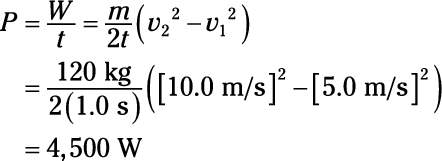 P = W/t = m/2t (v₂² − v₁²)
= 120 kg/2(1.0 s) ([10.0 m/s]² − [5.0 m/s]²)
= 4,500 W